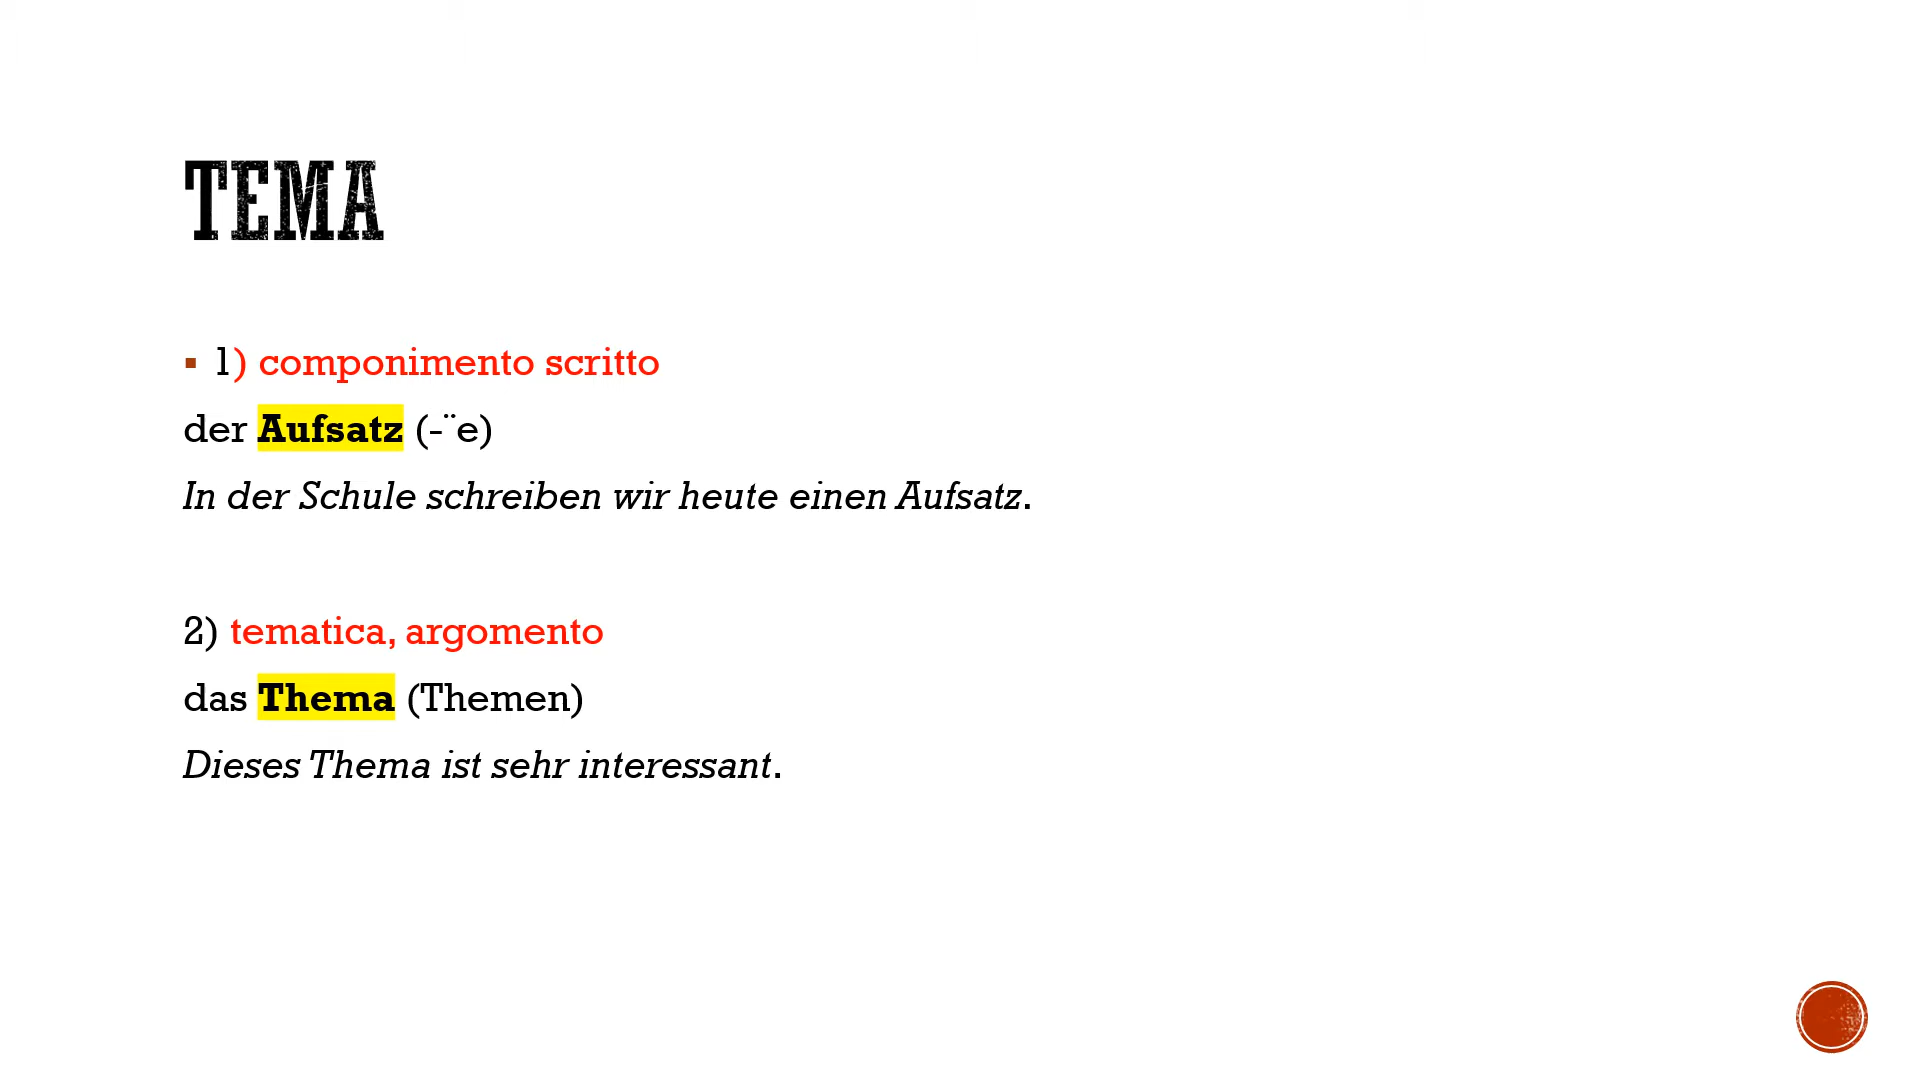 TEMA
▪ 1) componimento scritto
der Aufsatz (-¨e)
In der Schule schreiben wir heute einen Aufsatz.
2) tematica, argomento
das Thema (Themen)
Dieses Thema ist sehr interessant.